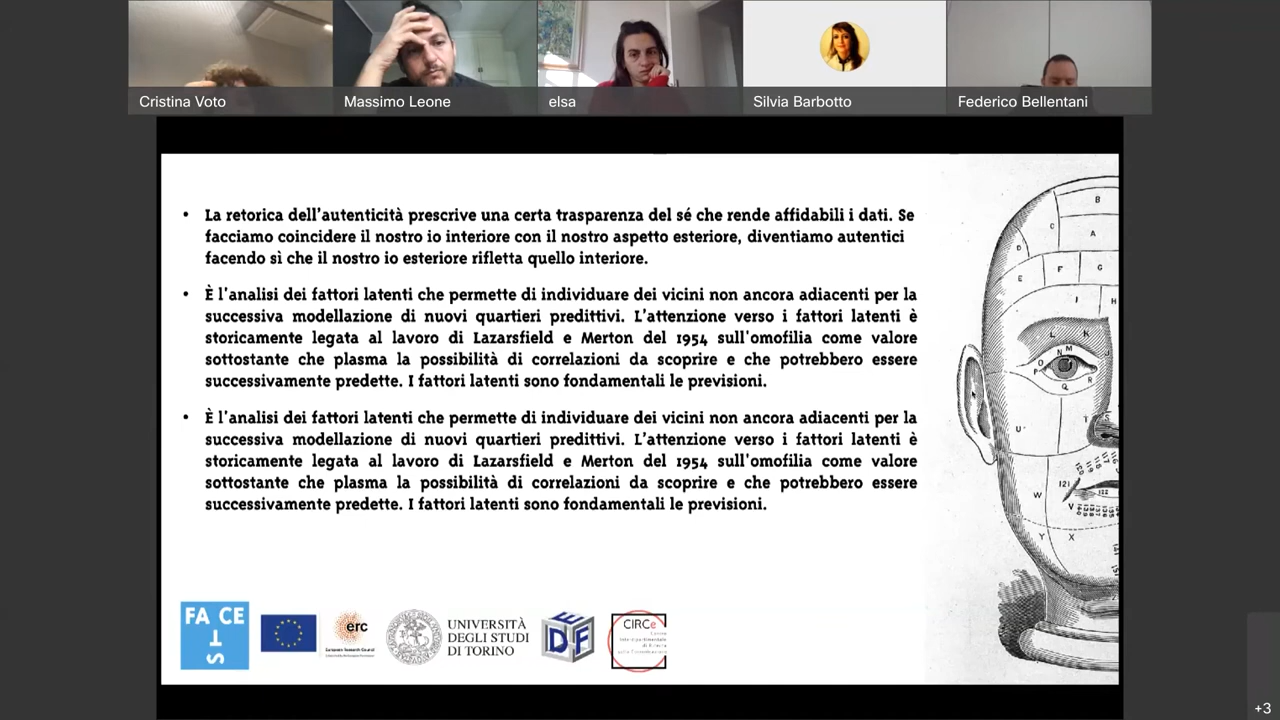 Cristina Voto
Massimo Leone
elsa
Silvia Barbotto
Federico Bellentani
• La retorica dell'autenticità prescrive una certa trasparenza del sé che rende affidabili i dati. Se
facciamo coincidere il nostro io interiore con il nostro aspetto esteriore, diventiamo autentici
facendo sì che il nostro io esteriore rifletta quello interiore.
• È l'analisi dei fattori latenti che permette di individuare dei vicini non ancora adiacenti per la
successiva modellazione di nuovi quartieri predittivi. L'attenzione verso i fattori latenti è
storicamente legata al lavoro di Lazarsfield e Merton del 1954 sull'omofilia come valore
sottostante che plasma la possibilità di correlazioni da scoprire e che potrebbero essere
successivamente predette. I fattori latenti sono fondamentali le previsioni.
• È l'analisi dei fattori latenti che permette di individuare dei vicini non ancora adiacenti per la
successiva modellazione di nuovi quartieri predittivi. L'attenzione verso i fattori latenti è
storicamente legata al lavoro di Lazarsfield e Merton del 1954 sull'omofilia come valore
sottostante che plasma la possibilità di correlazioni da scoprire e che potrebbero essere
successivamente predette. I fattori latenti sono fondamentali le previsioni.
B
C A
D
E F G
J H
L K
N M
O
P R
Q
U T S
W 121 122
V
Y X
FA CE
T
S
erc
UNIVERSITÀ
DEGLI STUDI
DI TORINO
DEF
CIRCe
+3